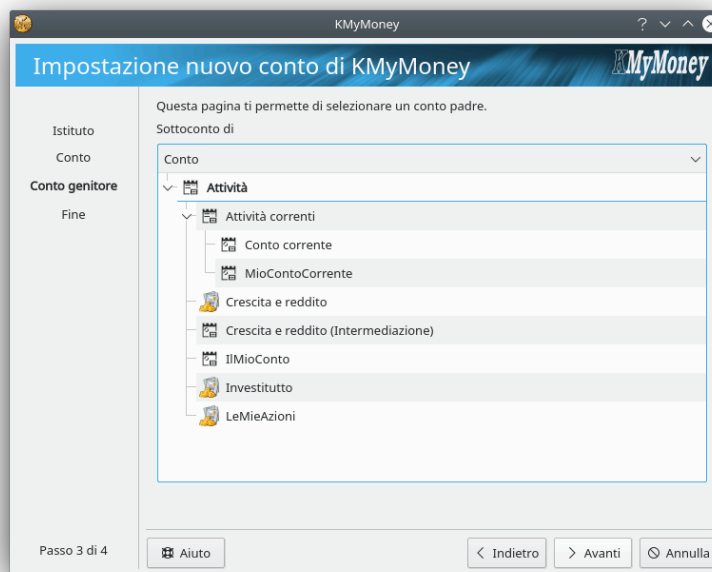 KMyMoney
Impostazione nuovo conto di KMyMoney
KMyMoney
Istituto
Conto
Conto genitore
Fine
Questa pagina ti permette di selezionare un conto padre.
Sottoconto di
Conto
Attività
Attività correnti
Conto corrente
MioContoCorrente
Crescita e reddito
Crescita e reddito (Intermediazione)
IlMioConto
Investitutto
LeMieAzioni
Passo 3 di 4
Aiuto
Indietro
Avanti
Annulla